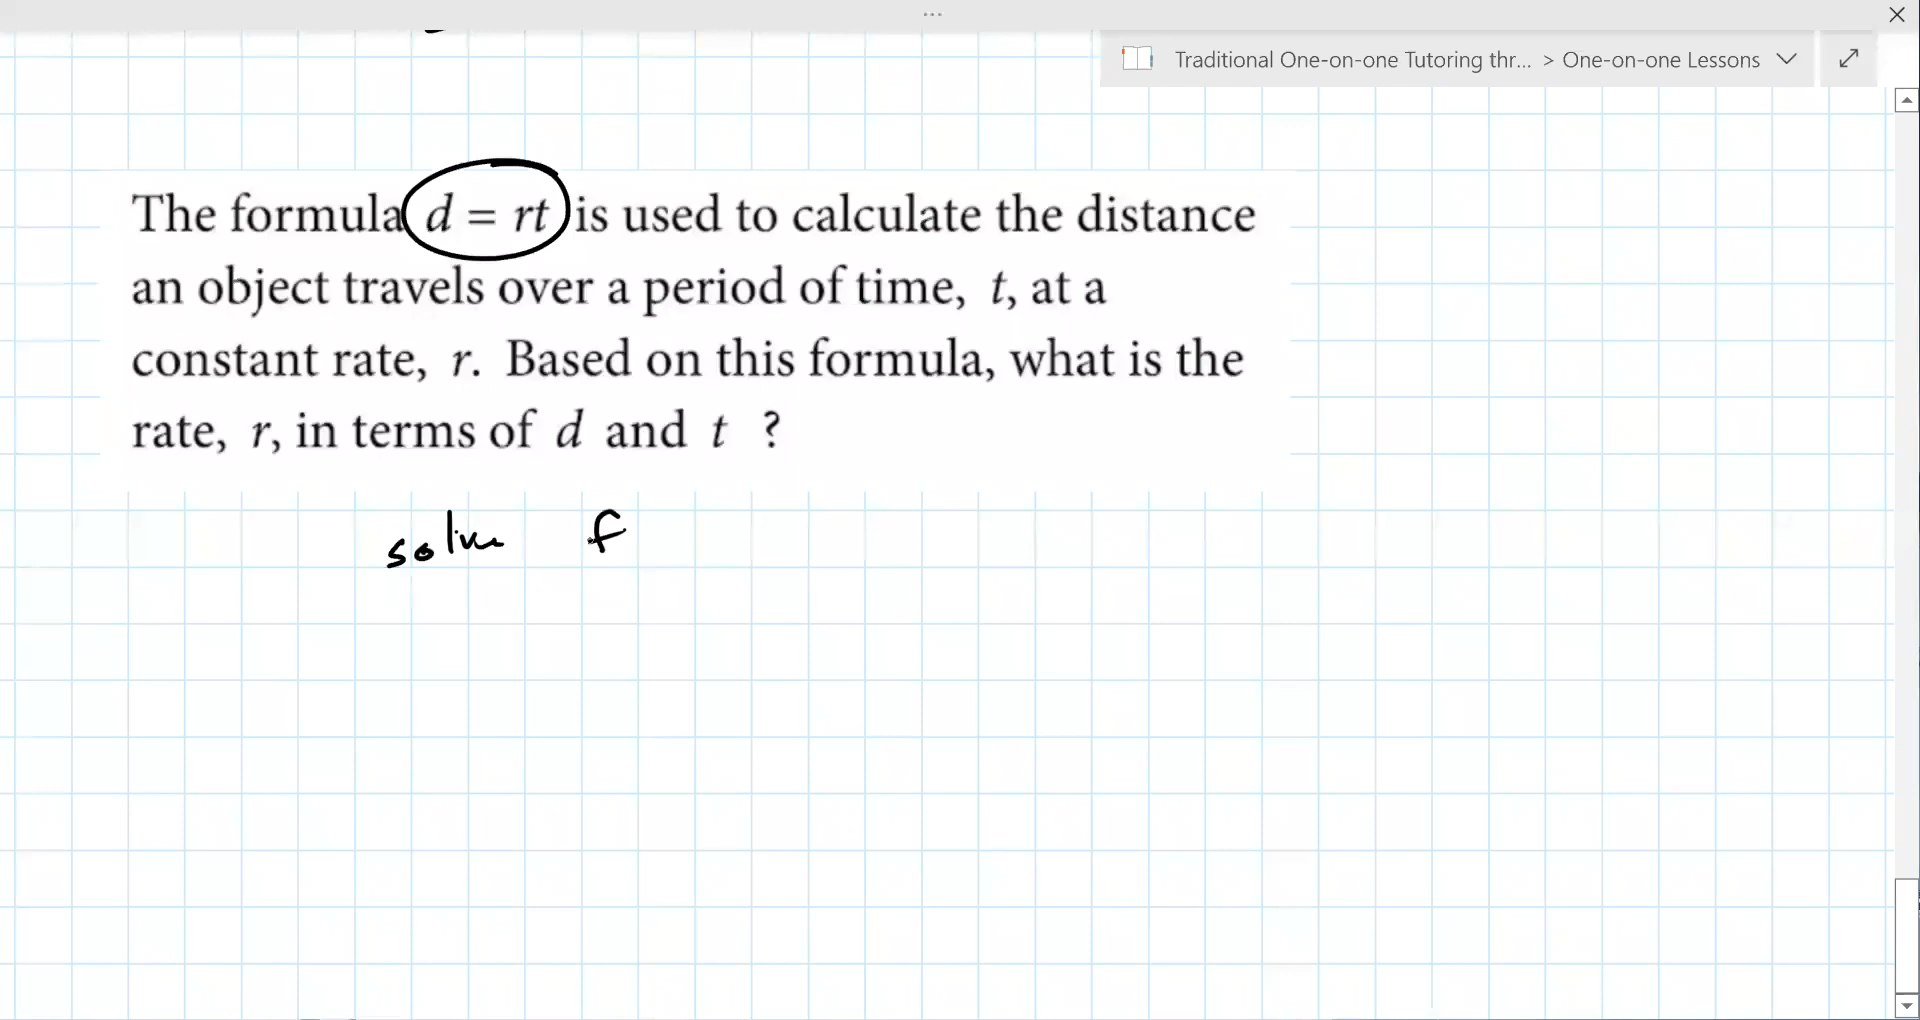 ...
Traditional One-on-one Tutoring thr... > One-on-one Lessons
The formula d = rt is used to calculate the distance
an object travels over a period of time, t, at a
constant rate, r. Based on this formula, what is the
rate, r, in terms of d and t ?
solve f